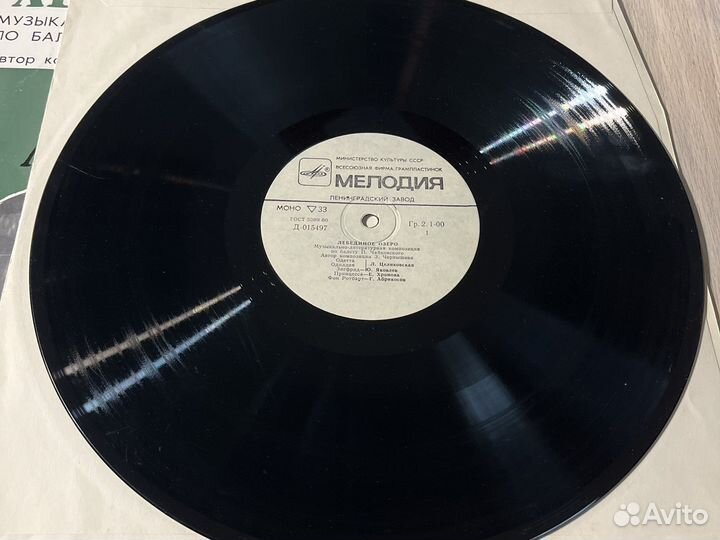 МУЗЫКА
ПО БАЛ
втор ко
МИНИСТЕРСТВО КУЛЬТУРЫ СССР
ВСЕСОЮЗНАЯ ФИРМА ГРАМПЛАСТИНОК
МЕЛОДИЯ
ЛЕНИНГРАДСКИЙ ЗАВОД
МОНО 33
ГОСТ 5289-80
Д-015497
Гр. 2. 1-00
1
ЛЕБЕДИНОЕ ОЗЕРО
Музыкально-литературная композиция
по балету П. Чайковского
Автор композиции З. Чернышева
Одетта
Одиллия } Л. Целиковская
Зигфрид—Ю. Яковлев
Принцесса—Е. Хромова
Фон Ротбарт—Г. Абрикосов
Avito